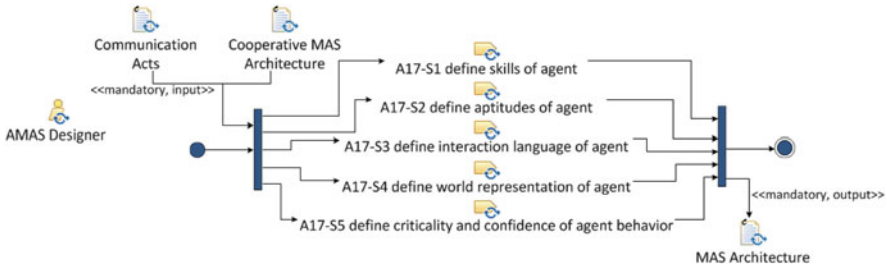 Communication
Acts
Cooperative MAS
Architecture
<<mandatory, input>>
AMAS Designer
A17-S1 define skills of agent
A17-S2 define aptitudes of agent
A17-S3 define interaction language of agent
A17-S4 define world representation of agent
A17-S5 define criticality and confidence of agent behavior
<<mandatory, output>>
MAS Architecture